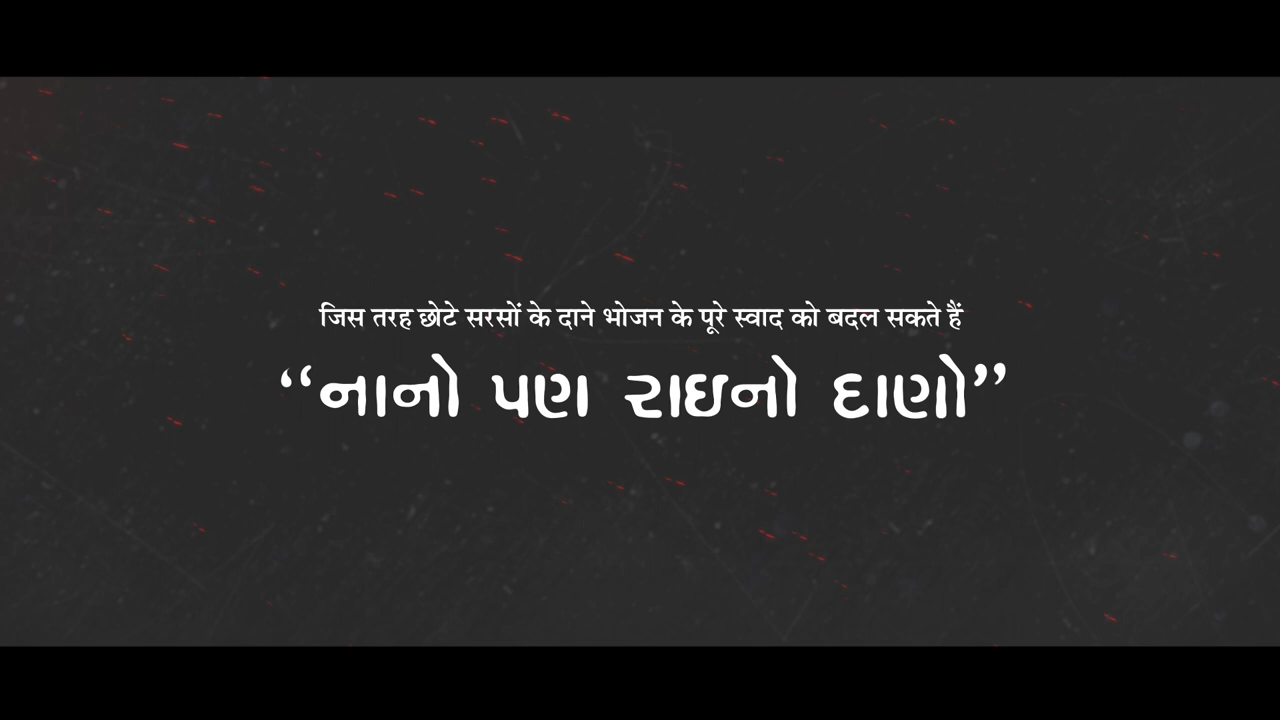 जिस तरह छोटे सरसों के दाने भोजन के पूरे स्वाद को बदल सकते हैं
“નાનો પણ રાઇનો દાણો”